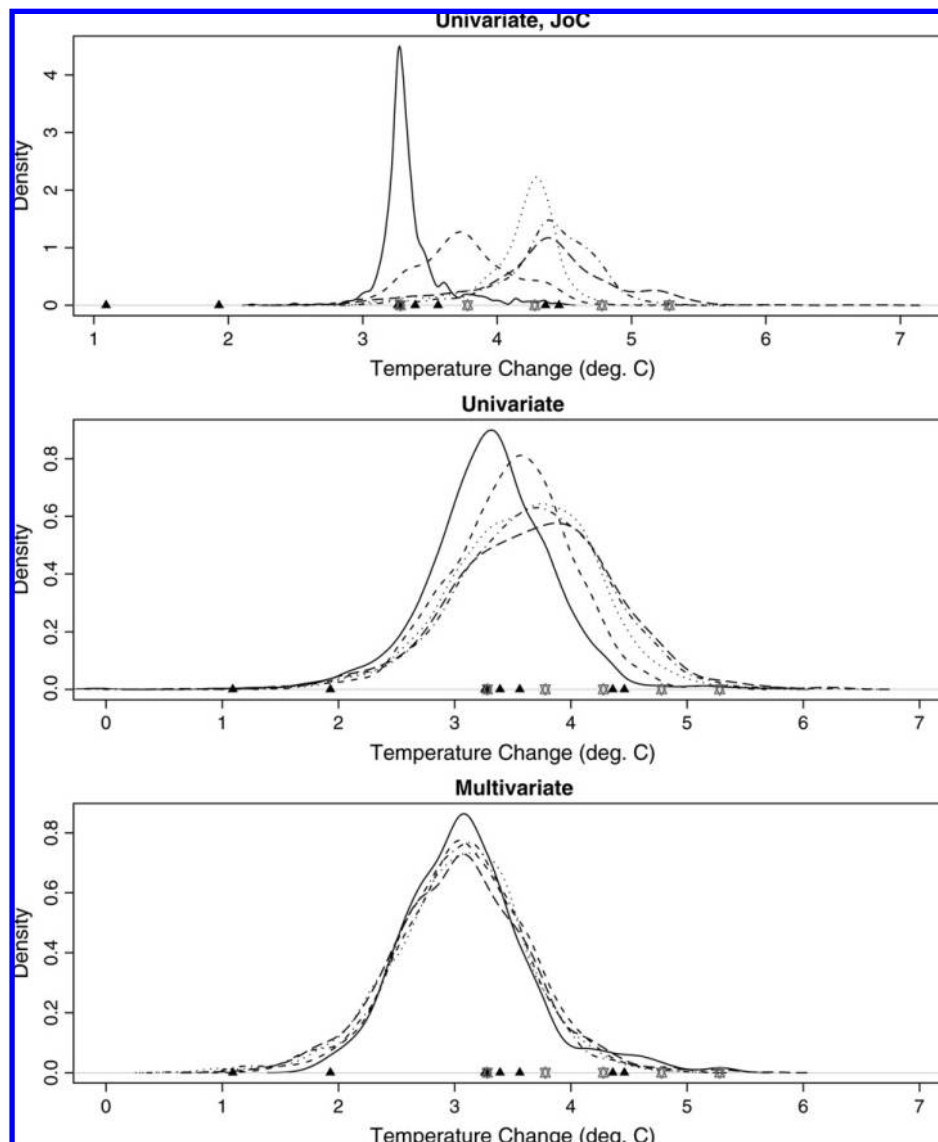 Univariate, JoC
Density
0 1 2 3 4
1 2 3 4 5 6 7
Temperature Change (deg. C)
Univariate
Density
0.0 0.2 0.4 0.6 0.8
0 1 2 3 4 5 6 7
Temperature Change (deg. C)
Multivariate
Density
0.0 0.2 0.4 0.6 0.8
0 1 2 3 4 5 6 7
Temperature Change (deg. C)